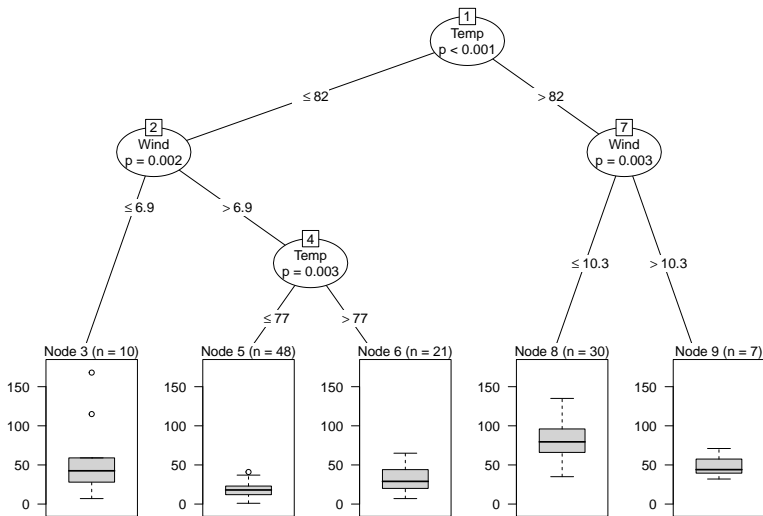 1
Temp
p < 0.001
≤ 82
> 82
2
Wind
p = 0.002
7
Wind
p = 0.003
≤ 6.9
> 6.9
4
Temp
p = 0.003
≤ 10.3
> 10.3
≤ 77
> 77
Node 3 (n = 10)
0
50
100
150
Node 5 (n = 48)
0
50
100
150
Node 6 (n = 21)
0
50
100
150
Node 8 (n = 30)
0
50
100
150
Node 9 (n = 7)
0
50
100
150